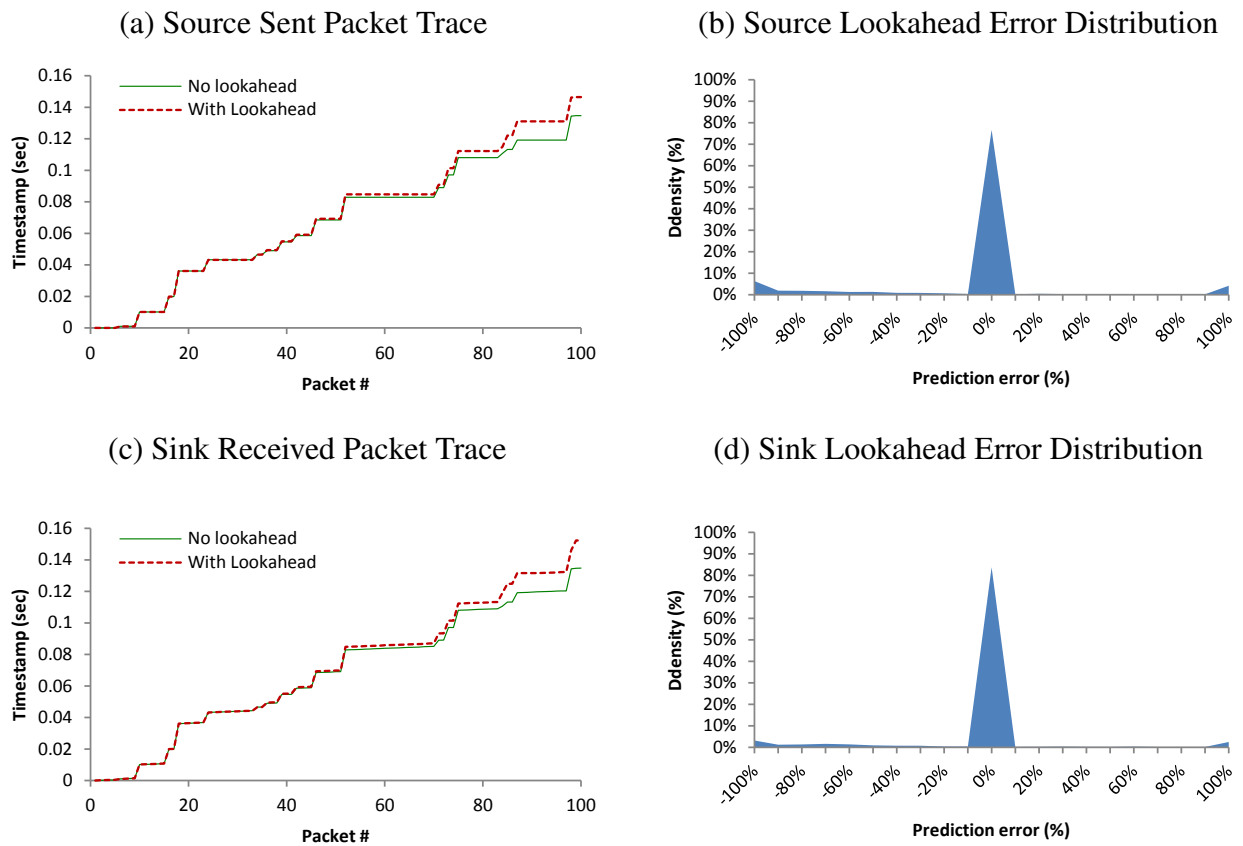 (a) Source Sent Packet Trace
0.16
0.14
0.12
0.1
0.08
0.06
0.04
0.02
0
Timestamp (sec)
No lookahead
With Lookahead
0 20 40 60 80 100
Packet #
(b) Source Lookahead Error Distribution
100%
90%
80%
70%
60%
50%
40%
30%
20%
10%
0%
Ddensity (%)
-100% -80% -60% -40% -20% 0% 20% 40% 60% 80% 100%
Prediction error (%)
(c) Sink Received Packet Trace
0.16
0.14
0.12
0.1
0.08
0.06
0.04
0.02
0
Timestamp (sec)
No lookahead
With Lookahead
0 20 40 60 80 100
Packet #
(d) Sink Lookahead Error Distribution
100%
90%
80%
70%
60%
50%
40%
30%
20%
10%
0%
Ddensity (%)
-100% -80% -60% -40% -20% 0% 20% 40% 60% 80% 100%
Prediction error (%)